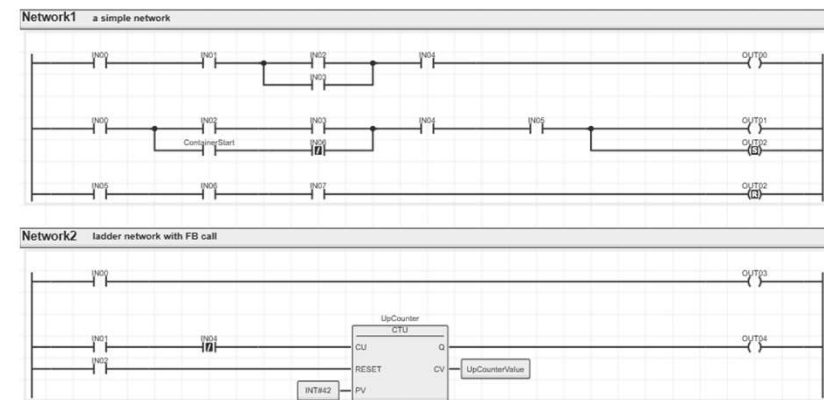 Network1 a simple network
IN00 IN01 IN02 IN04 OUT00
IN03
IN00 IN02 IN03 IN04 IN05 OUT01
ContainerStart IN06 OUT02
S
IN05 IN06 IN07 OUT02
Network2 ladder network with FB call
IN00 OUT03
UpCounter
CTU
IN01 IN04 CU Q OUT04
IN02 RESET CV UpCounterValue
INT#42 PV